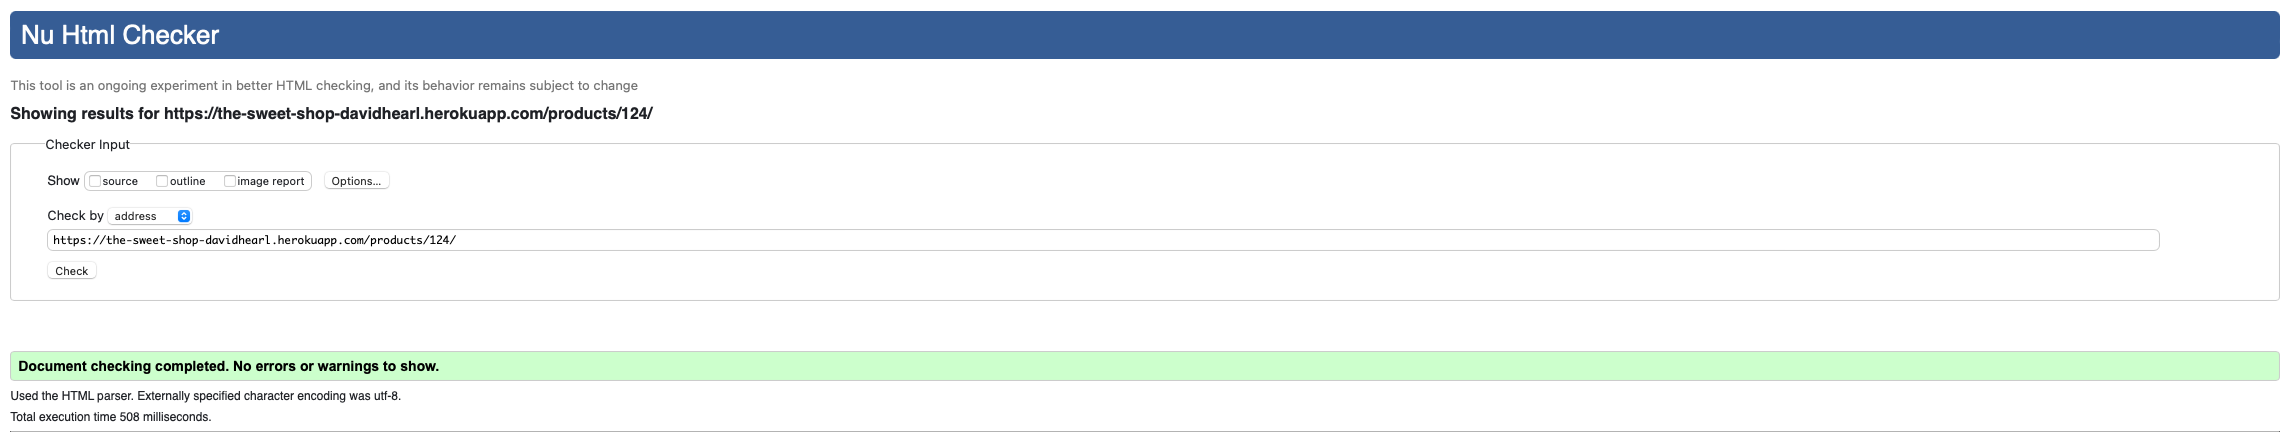 Nu Html Checker
This tool is an ongoing experiment in better HTML checking, and its behavior remains subject to change
Showing results for https://the-sweet-shop-davidhearl.herokuapp.com/products/124/
Checker Input
Show source outline image report Options...
Check by address
https://the-sweet-shop-davidhearl.herokuapp.com/products/124/
Check
Document checking completed. No errors or warnings to show.
Used the HTML parser. Externally specified character encoding was utf-8.
Total execution time 508 milliseconds.